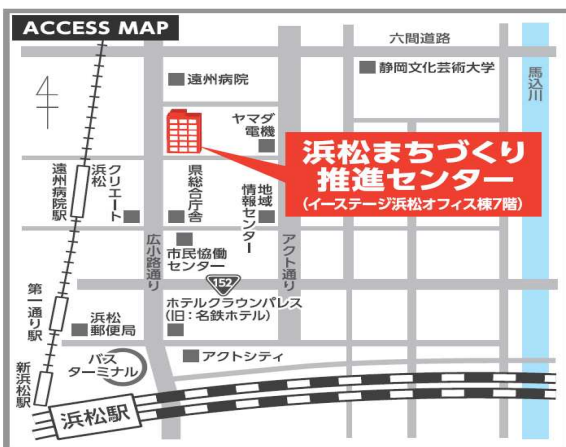 ACCESS MAP
六間道路
遠州病院
静岡文化芸術大学
馬込川
ヤマダ
電機
浜松まちづくり
推進センター
(イーステージ浜松オフィス棟7階)
遠州病院駅
クリエート
浜松
県総合庁舎
地域
情報センター
広小路通り
市民協働
センター
アクト通り
152
第一通り駅
浜松
郵便局
ホテルクラウンパレス
(旧：名鉄ホテル)
新浜松駅
バス
ターミナル
アクトシティ
浜松駅